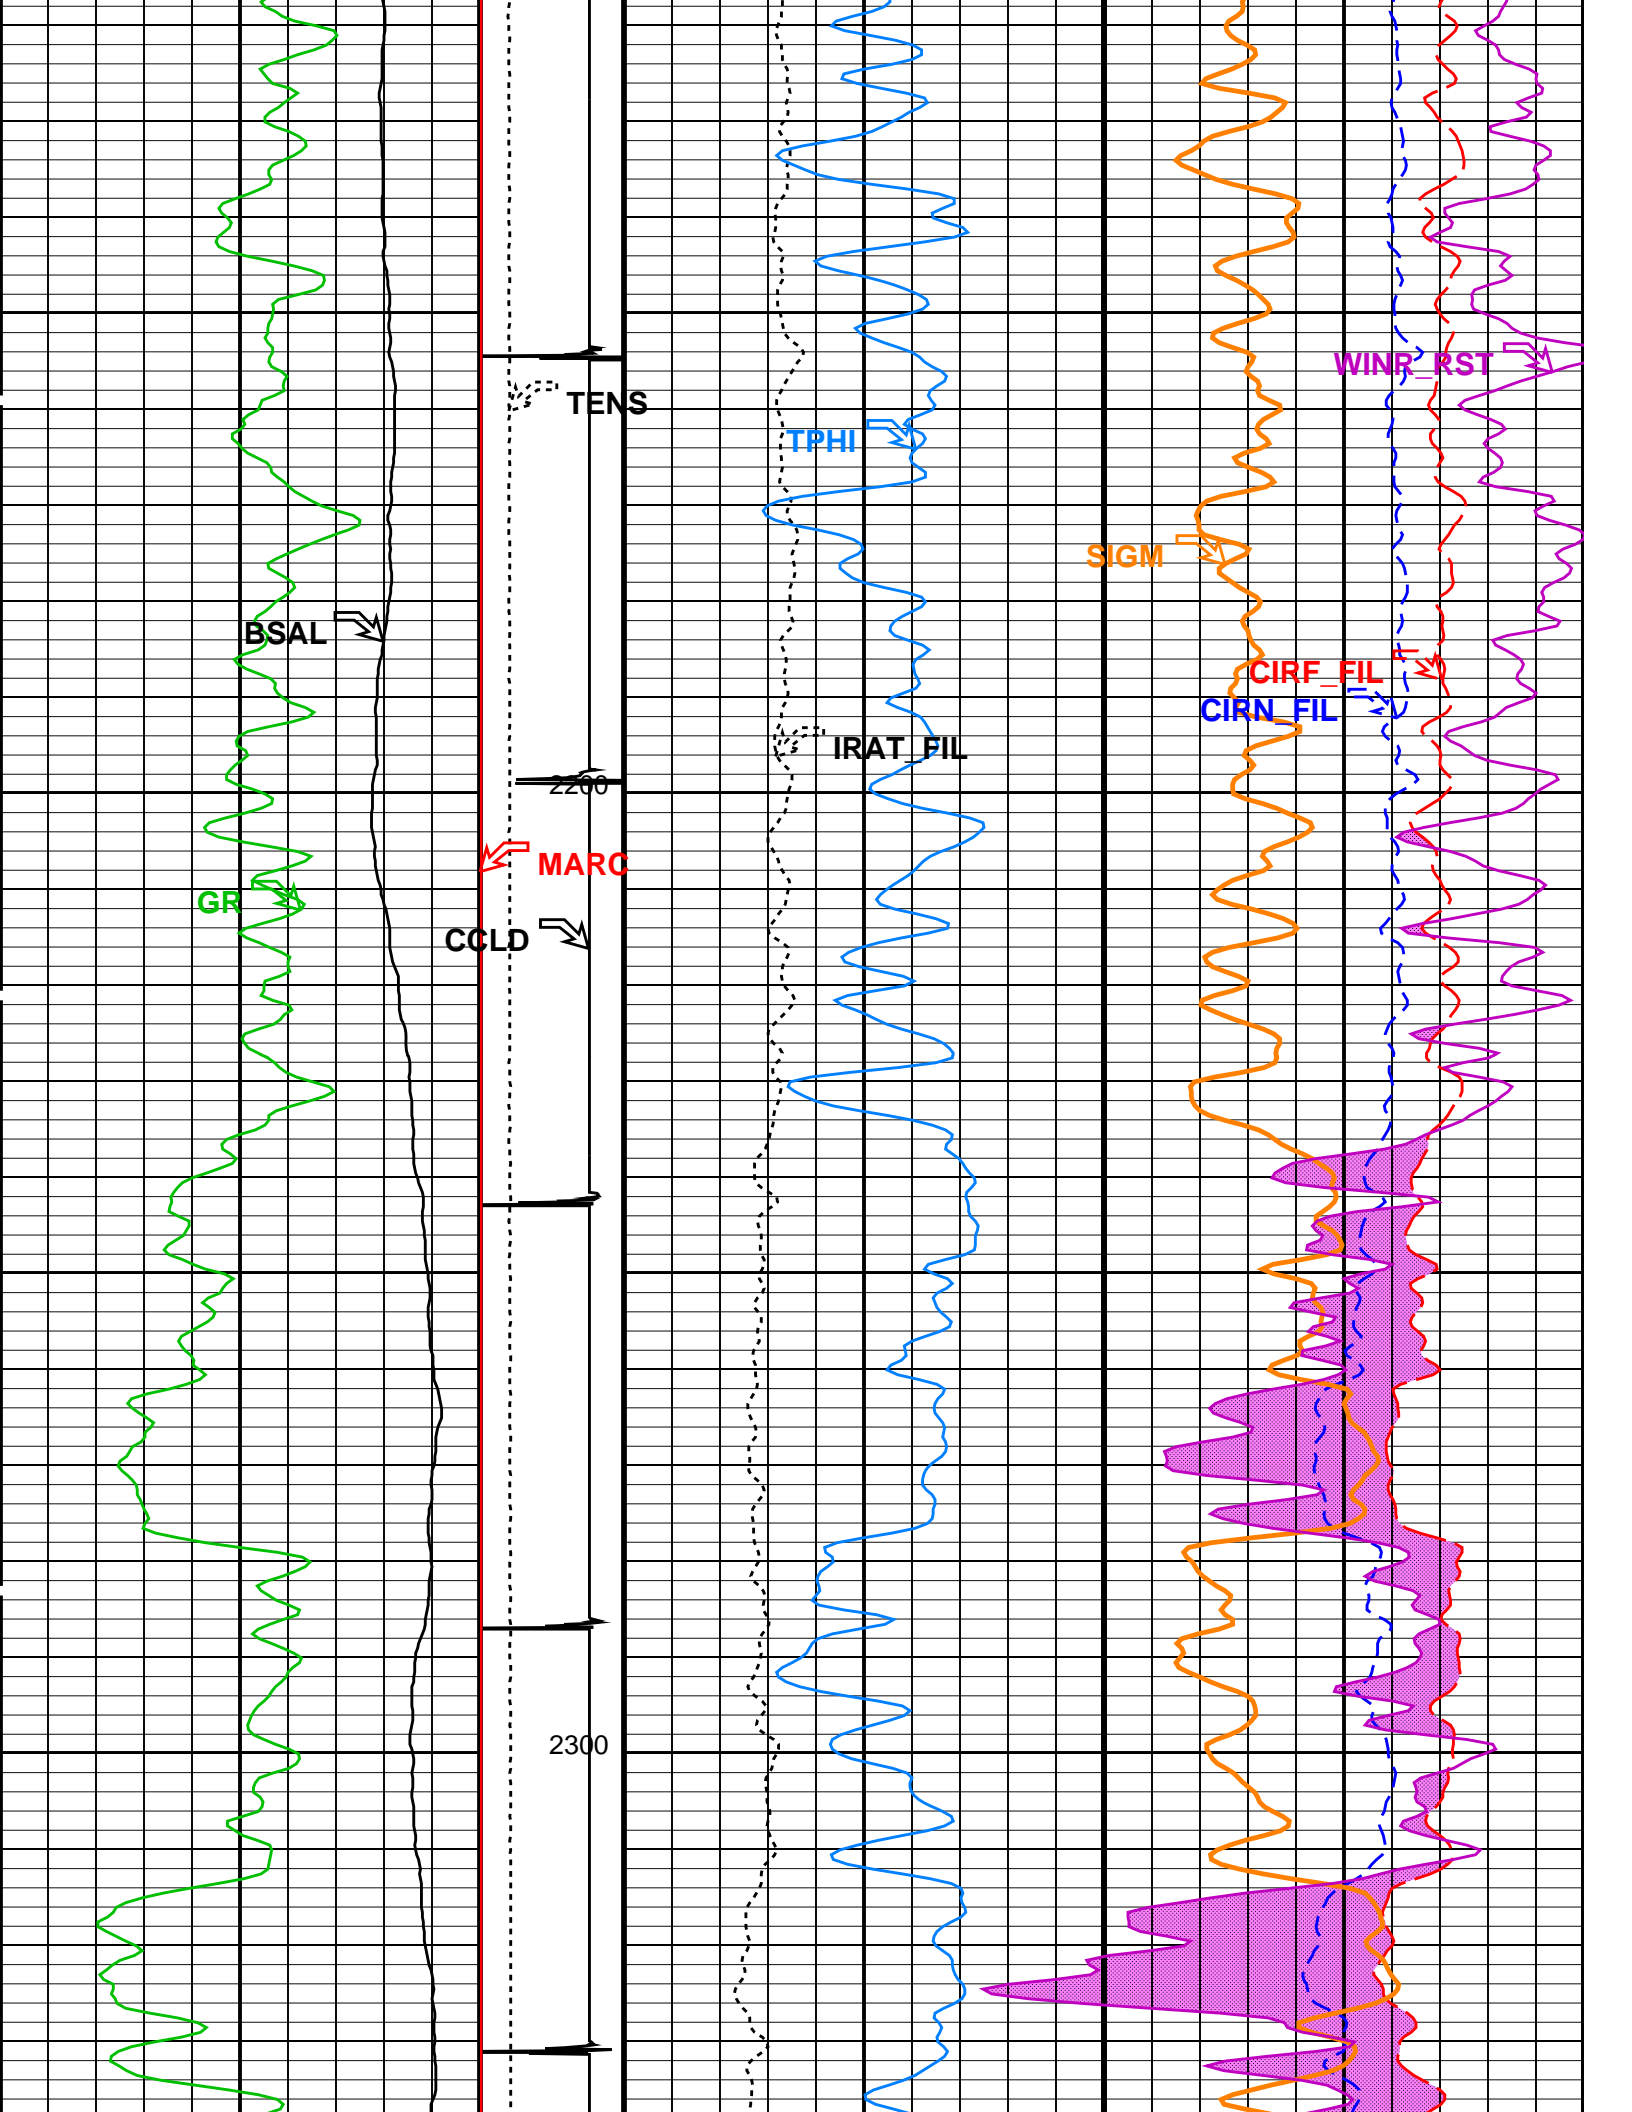 WINR_RST
TENS
TPHI
SIGM
BSAL
CIRF_FIL
CIRN_FIL
IRAT_FIL
2200
MARC
GR
CCLD
2300